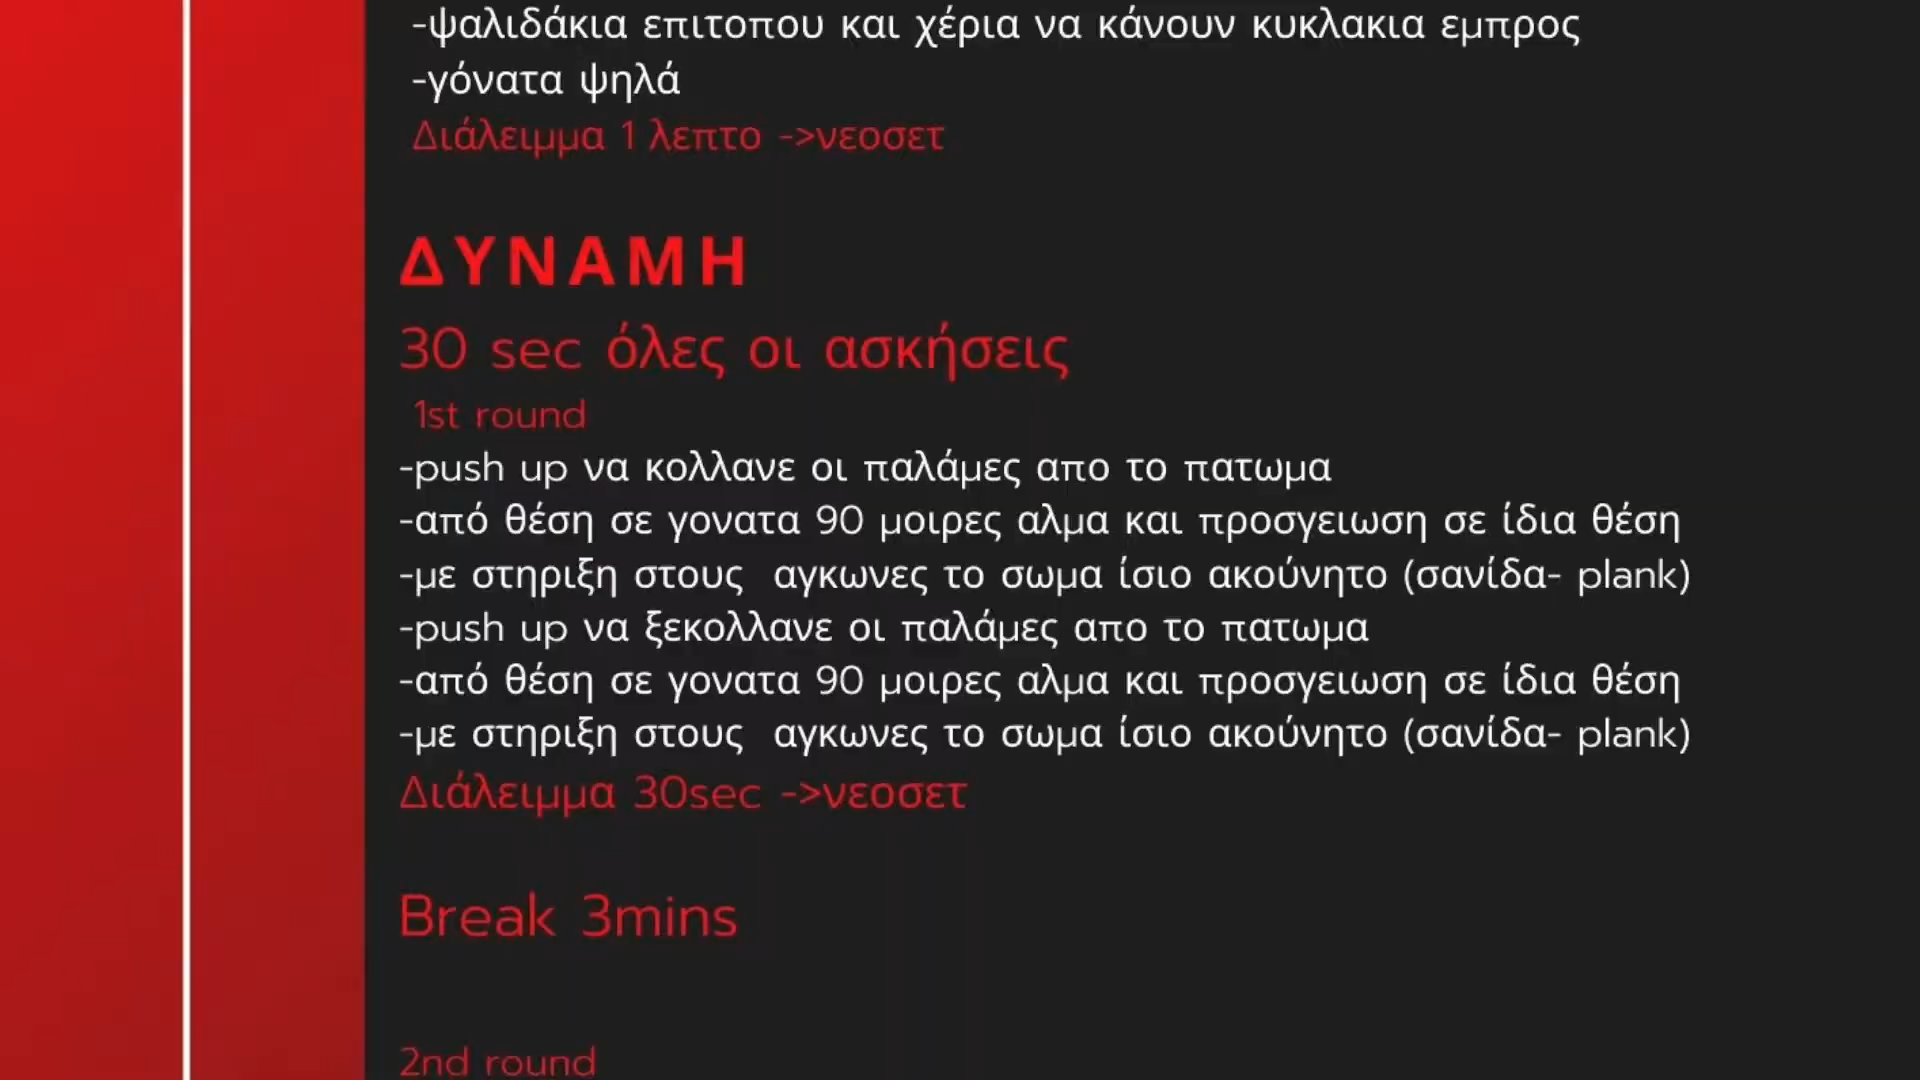 -ψαλιδάκια επιτοπου και χέρια να κάνουν κυκλακια εμπρος
-γόνατα ψηλά
Διάλειμμα 1 λεπτο ->νεοσετ
ΔΥΝΑΜΗ
30 sec όλες οι ασκήσεις
1st round
-push up να κολλανε οι παλάμες απο το πατωμα
-από θέση σε γονατα 90 μοιρες αλμα και προσγειωση σε ίδια θέση
-με στηριξη στους αγκωνες το σωμα ίσιο ακούνητο (σανίδα- plank)
-push up να ξεκολλανε οι παλάμες απο το πατωμα
-από θέση σε γονατα 90 μοιρες αλμα και προσγειωση σε ίδια θέση
-με στηριξη στους αγκωνες το σωμα ίσιο ακούνητο (σανίδα- plank)
Διάλειμμα 30sec ->νεοσετ
Break 3mins
2nd round